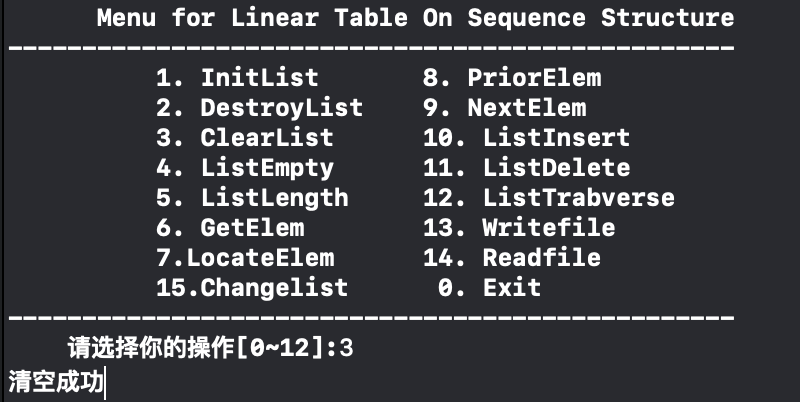 Menu for Linear Table On Sequence Structure
-------------------------------------------------
1. InitList 8. PriorElem
2. DestroyList 9. NextElem
3. ClearList 10. ListInsert
4. ListEmpty 11. ListDelete
5. ListLength 12. ListTrabverse
6. GetElem 13. Writefile
7.LocateElem 14. Readfile
15.Changelist 0. Exit
-------------------------------------------------
请选择你的操作[0~12]:3
清空成功